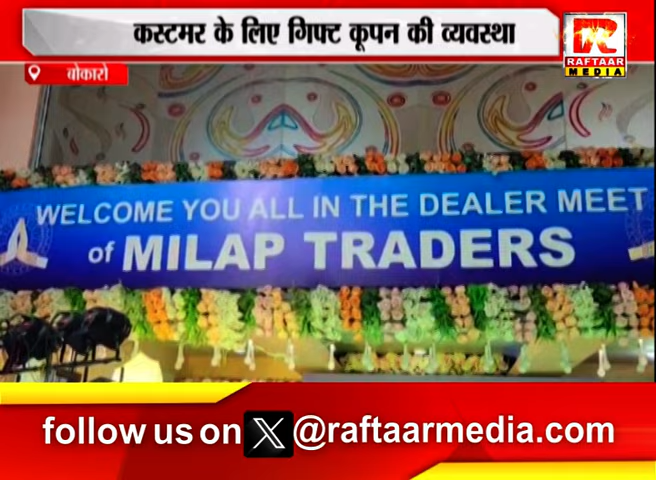 कस्टमर के लिए गिफ्ट कूपन की व्यवस्था
RAFTAAR
MEDIA
बोकारो
WELCOME YOU ALL IN THE DEALER MEET
of MILAP TRADERS
follow us on X @raftaarmedia.com